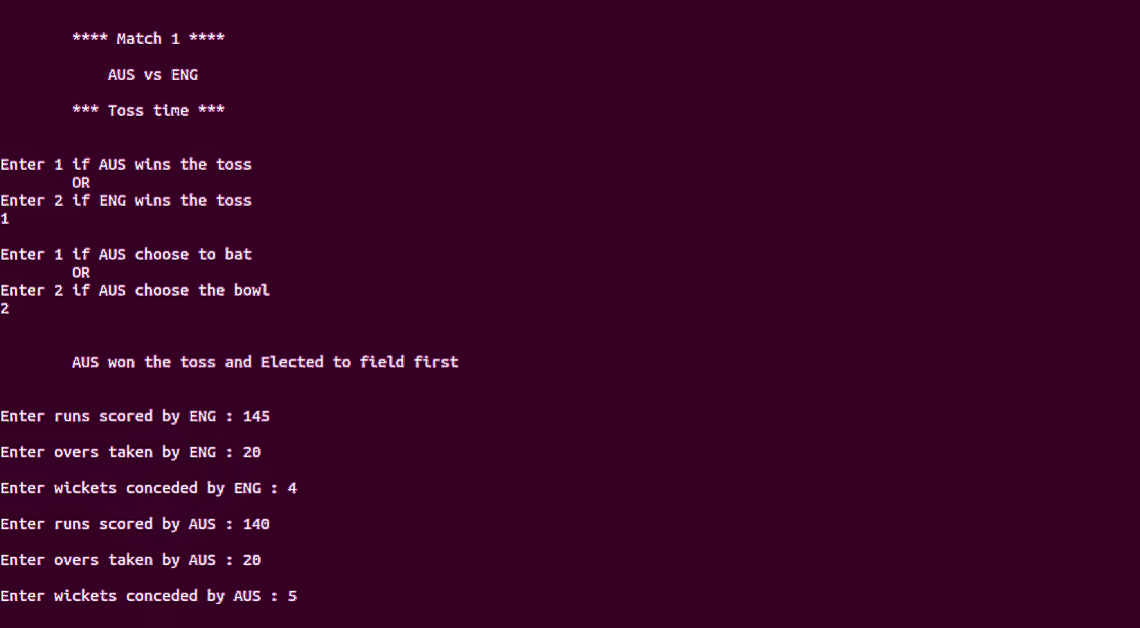 **** Match 1 ****
AUS vs ENG
*** Toss time ***
Enter 1 if AUS wins the toss
OR
Enter 2 if ENG wins the toss
1
Enter 1 if AUS choose to bat
OR
Enter 2 if AUS choose the bowl
2
AUS won the toss and Elected to field first
Enter runs scored by ENG : 145
Enter overs taken by ENG : 20
Enter wickets conceded by ENG : 4
Enter runs scored by AUS : 140
Enter overs taken by AUS : 20
Enter wickets conceded by AUS : 5